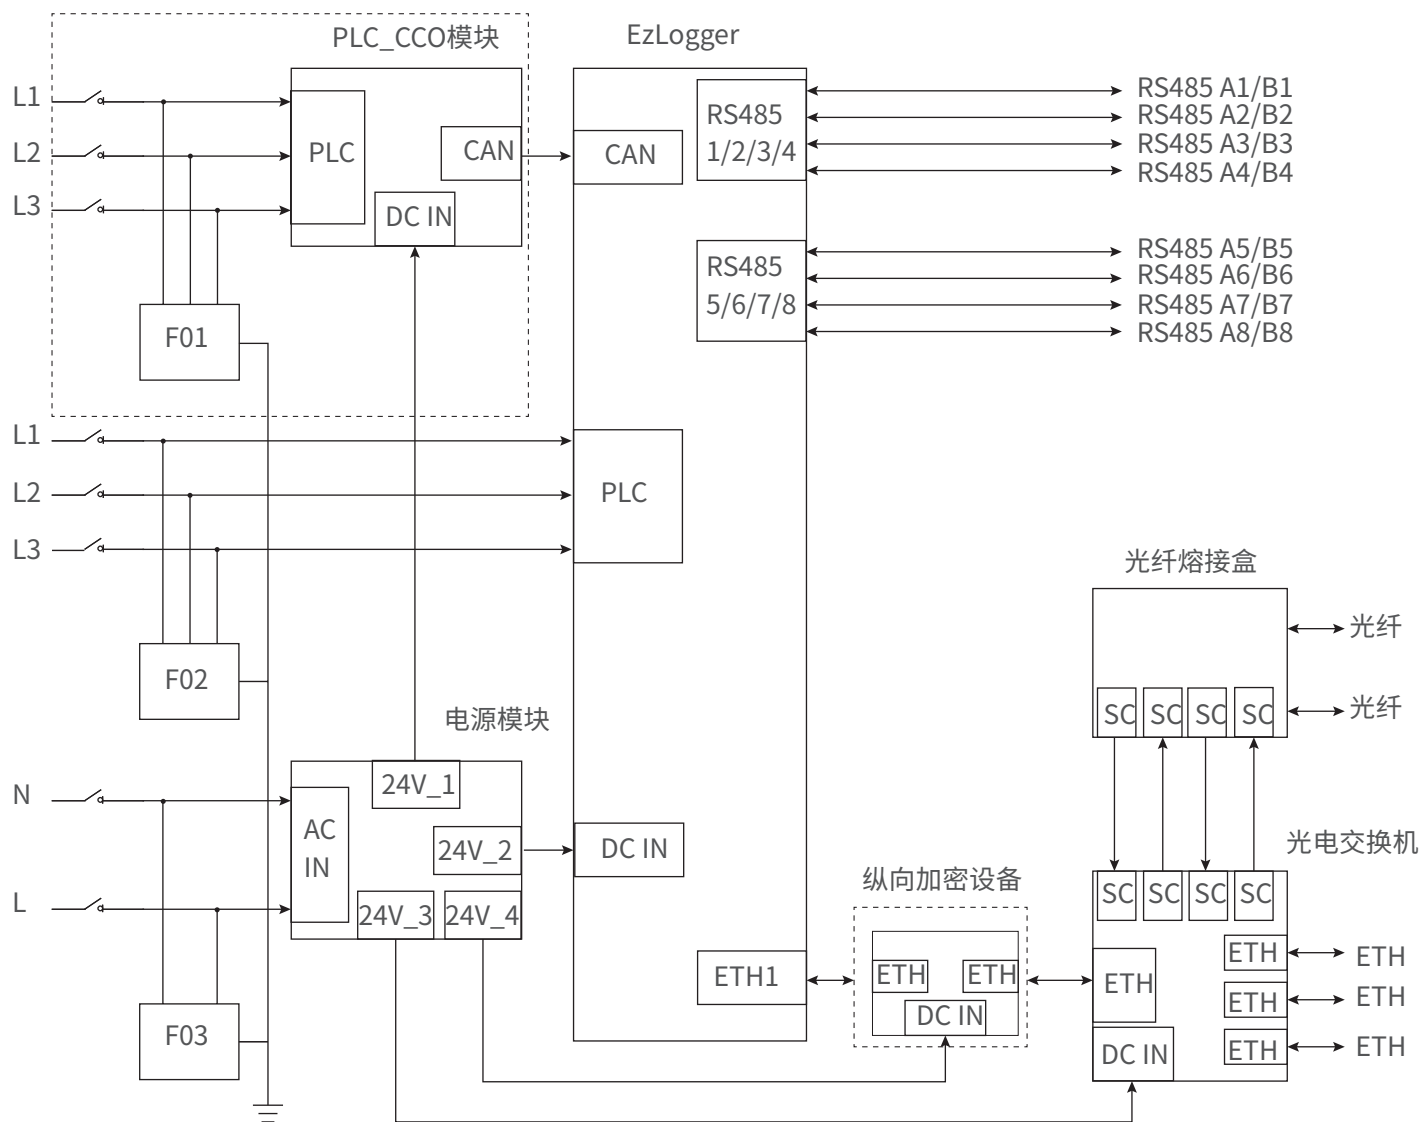 PLC_CCO模块
EzLogger
L1
L2
L3
PLC
CAN
DC IN
F01
CAN
RS485
1/2/3/4
RS485 A1/B1
RS485 A2/B2
RS485 A3/B3
RS485 A4/B4
RS485
5/6/7/8
RS485 A5/B5
RS485 A6/B6
RS485 A7/B7
RS485 A8/B8
L1
L2
L3
PLC
F02
光纤熔接盒
光纤
光纤
SC
SC
SC
SC
电源模块
N
L
AC
IN
24V_1
24V_2
24V_3
24V_4
F03
DC IN
ETH1
纵向加密设备
ETH
ETH
DC IN
光电交换机
SC
SC
SC
SC
ETH
DC IN
ETH
ETH
ETH
ETH
ETH
ETH